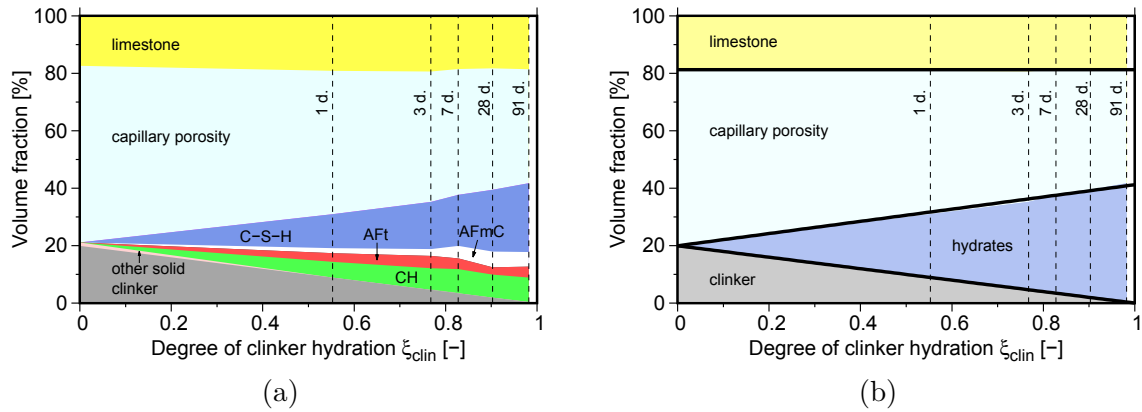 100
80
60
40
20
0
Volume fraction [%]
limestone
capillary porosity
1 d.
3 d.
7 d.
28 d.
91 d.
C−S−H
AFt
AFmC
other solid
clinker
CH
0
0.2
0.4
0.6
0.8
1
Degree of clinker hydration ξclin [−]
(a)
100
80
60
40
20
0
Volume fraction [%]
limestone
capillary porosity
1 d.
3 d.
7 d.
28 d.
91 d.
hydrates
clinker
0
0.2
0.4
0.6
0.8
1
Degree of clinker hydration ξclin [−]
(b)